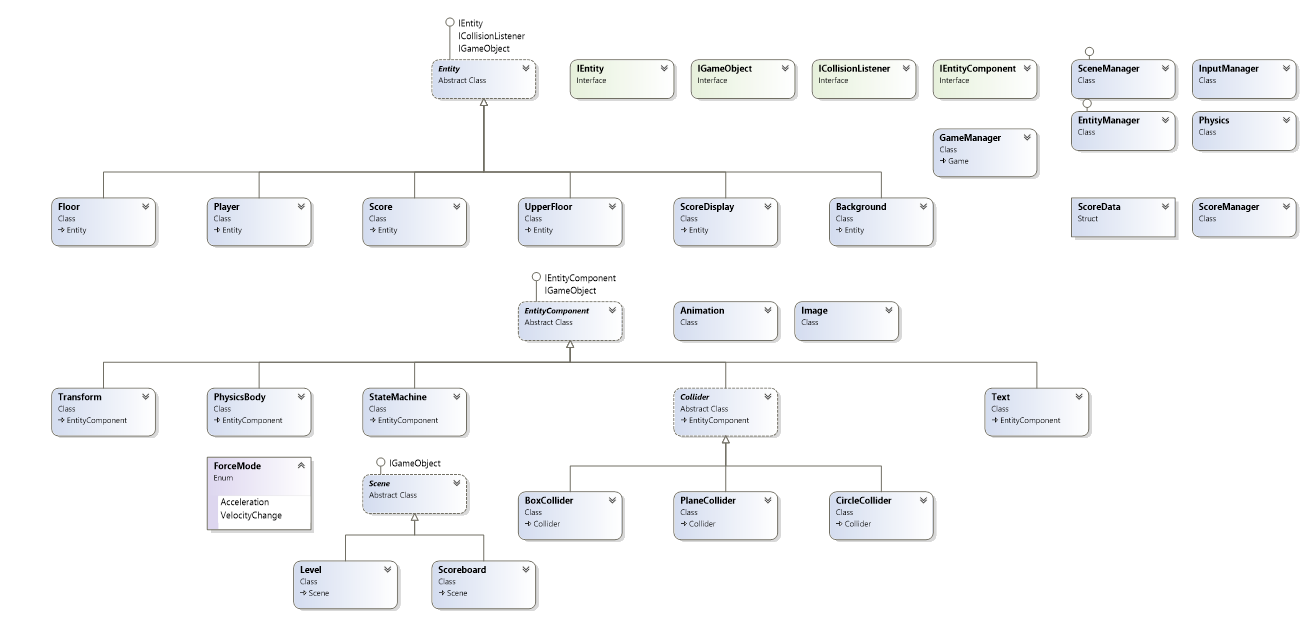 IEntity
ICollisionListener
IGameObject
Entity
Abstract Class
IEntity
Interface
IGameObject
Interface
ICollisionListener
Interface
IEntityComponent
Interface
SceneManager
Class
InputManager
Class
EntityManager
Class
Physics
Class
GameManager
Class
Game
Floor
Class
Entity
Player
Class
Entity
Score
Class
Entity
UpperFloor
Class
Entity
ScoreDisplay
Class
Entity
Background
Class
Entity
ScoreData
Struct
ScoreManager
Class
IEntityComponent
IGameObject
EntityComponent
Abstract Class
Animation
Class
Image
Class
Transform
Class
EntityComponent
PhysicsBody
Class
EntityComponent
StateMachine
Class
EntityComponent
Collider
Abstract Class
EntityComponent
Text
Class
EntityComponent
ForceMode
Enum
Acceleration
VelocityChange
IGameObject
Scene
Abstract Class
BoxCollider
Class
Collider
PlaneCollider
Class
Collider
CircleCollider
Class
Collider
Level
Class
Scene
Scoreboard
Class
Scene